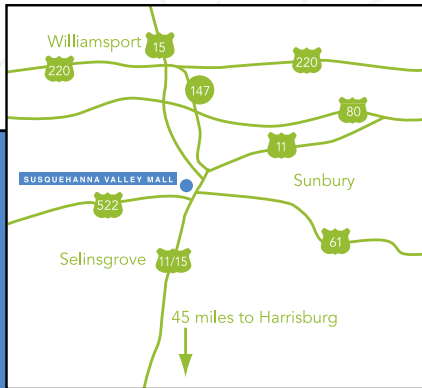 Williamsport
15
220
220
147
80
11
SUSQUEHANNA VALLEY MALL
Sunbury
522
61
Selinsgrove
11/15
45 miles to Harrisburg